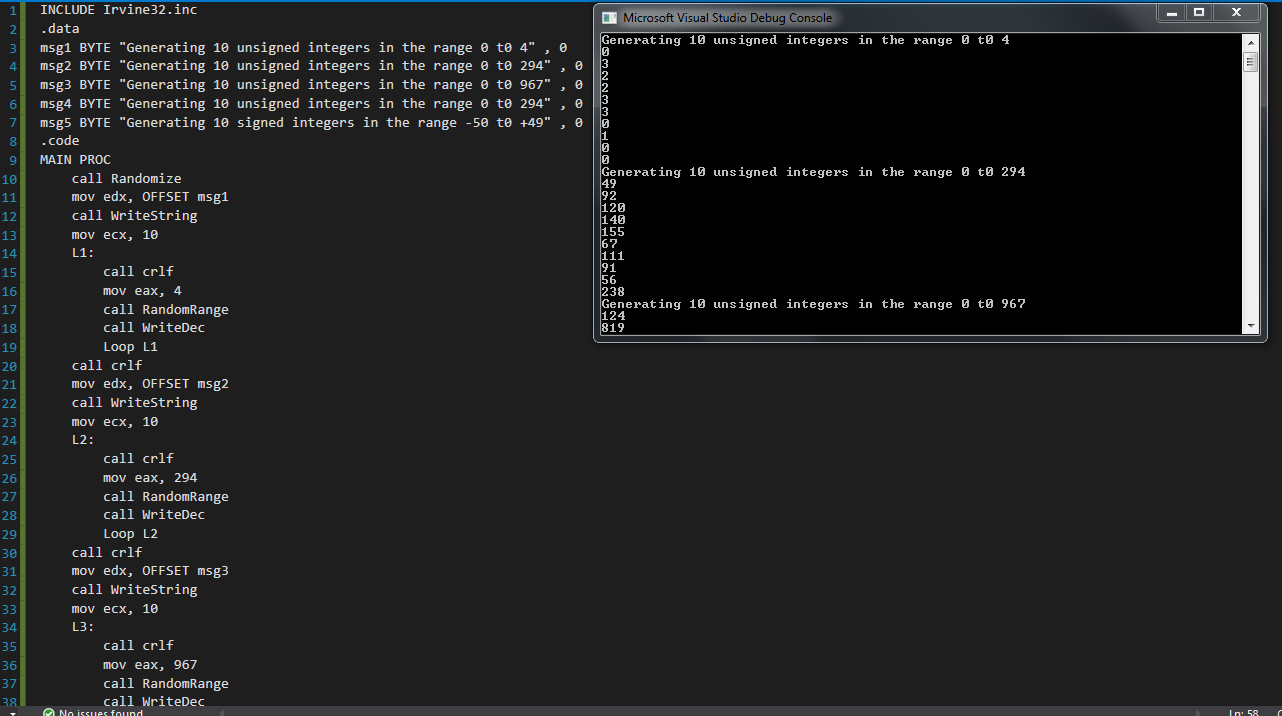 1 INCLUDE Irvine32.inc
2 .data
3 msg1 BYTE "Generating 10 unsigned integers in the range 0 t0 4" , 0
4 msg2 BYTE "Generating 10 unsigned integers in the range 0 t0 294" , 0
5 msg3 BYTE "Generating 10 unsigned integers in the range 0 t0 967" , 0
6 msg4 BYTE "Generating 10 unsigned integers in the range 0 t0 294" , 0
7 msg5 BYTE "Generating 10 signed integers in the range -50 t0 +49" , 0
8 .code
9 MAIN PROC
10 call Randomize
11 mov edx, OFFSET msg1
12 call WriteString
13 mov ecx, 10
14 L1:
15 call crlf
16 mov eax, 4
17 call RandomRange
18 call WriteDec
19 Loop L1
20 call crlf
21 mov edx, OFFSET msg2
22 call WriteString
23 mov ecx, 10
24 L2:
25 call crlf
26 mov eax, 294
27 call RandomRange
28 call WriteDec
29 Loop L2
30 call crlf
31 mov edx, OFFSET msg3
32 call WriteString
33 mov ecx, 10
34 L3:
35 call crlf
36 mov eax, 967
37 call RandomRange
38 call WriteDec
No issues found
Ln: 58
Microsoft Visual Studio Debug Console
Generating 10 unsigned integers in the range 0 t0 4
0
3
2
2
3
3
0
1
0
0
Generating 10 unsigned integers in the range 0 t0 294
49
92
120
140
155
67
111
91
56
238
Generating 10 unsigned integers in the range 0 t0 967
124
819